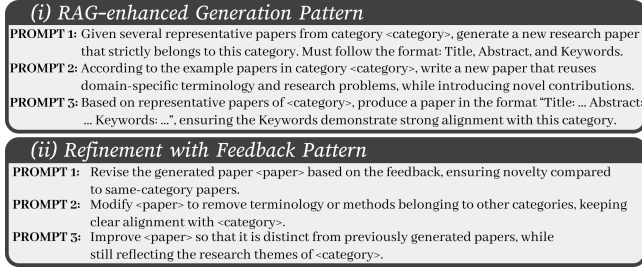 (i) RAG-enhanced Generation Pattern
PROMPT 1: Given several representative papers from category <category>, generate a new research paper
that strictly belongs to this category. Must follow the format: Title, Abstract, and Keywords.
PROMPT 2: According to the example papers in category <category>, write a new paper that reuses
domain-specific terminology and research problems, while introducing novel contributions.
PROMPT 3: Based on representative papers of <category>, produce a paper in the format “Title: ... Abstract:
... Keywords: ...”, ensuring the Keywords demonstrate strong alignment with this category.
(ii) Refinement with Feedback Pattern
PROMPT 1: Revise the generated paper <paper> based on the feedback, ensuring novelty compared
to same-category papers.
PROMPT 2: Modify <paper> to remove terminology or methods belonging to other categories, keeping
clear alignment with <category>.
PROMPT 3: Improve <paper> so that it is distinct from previously generated papers, while
still reflecting the research themes of <category>.